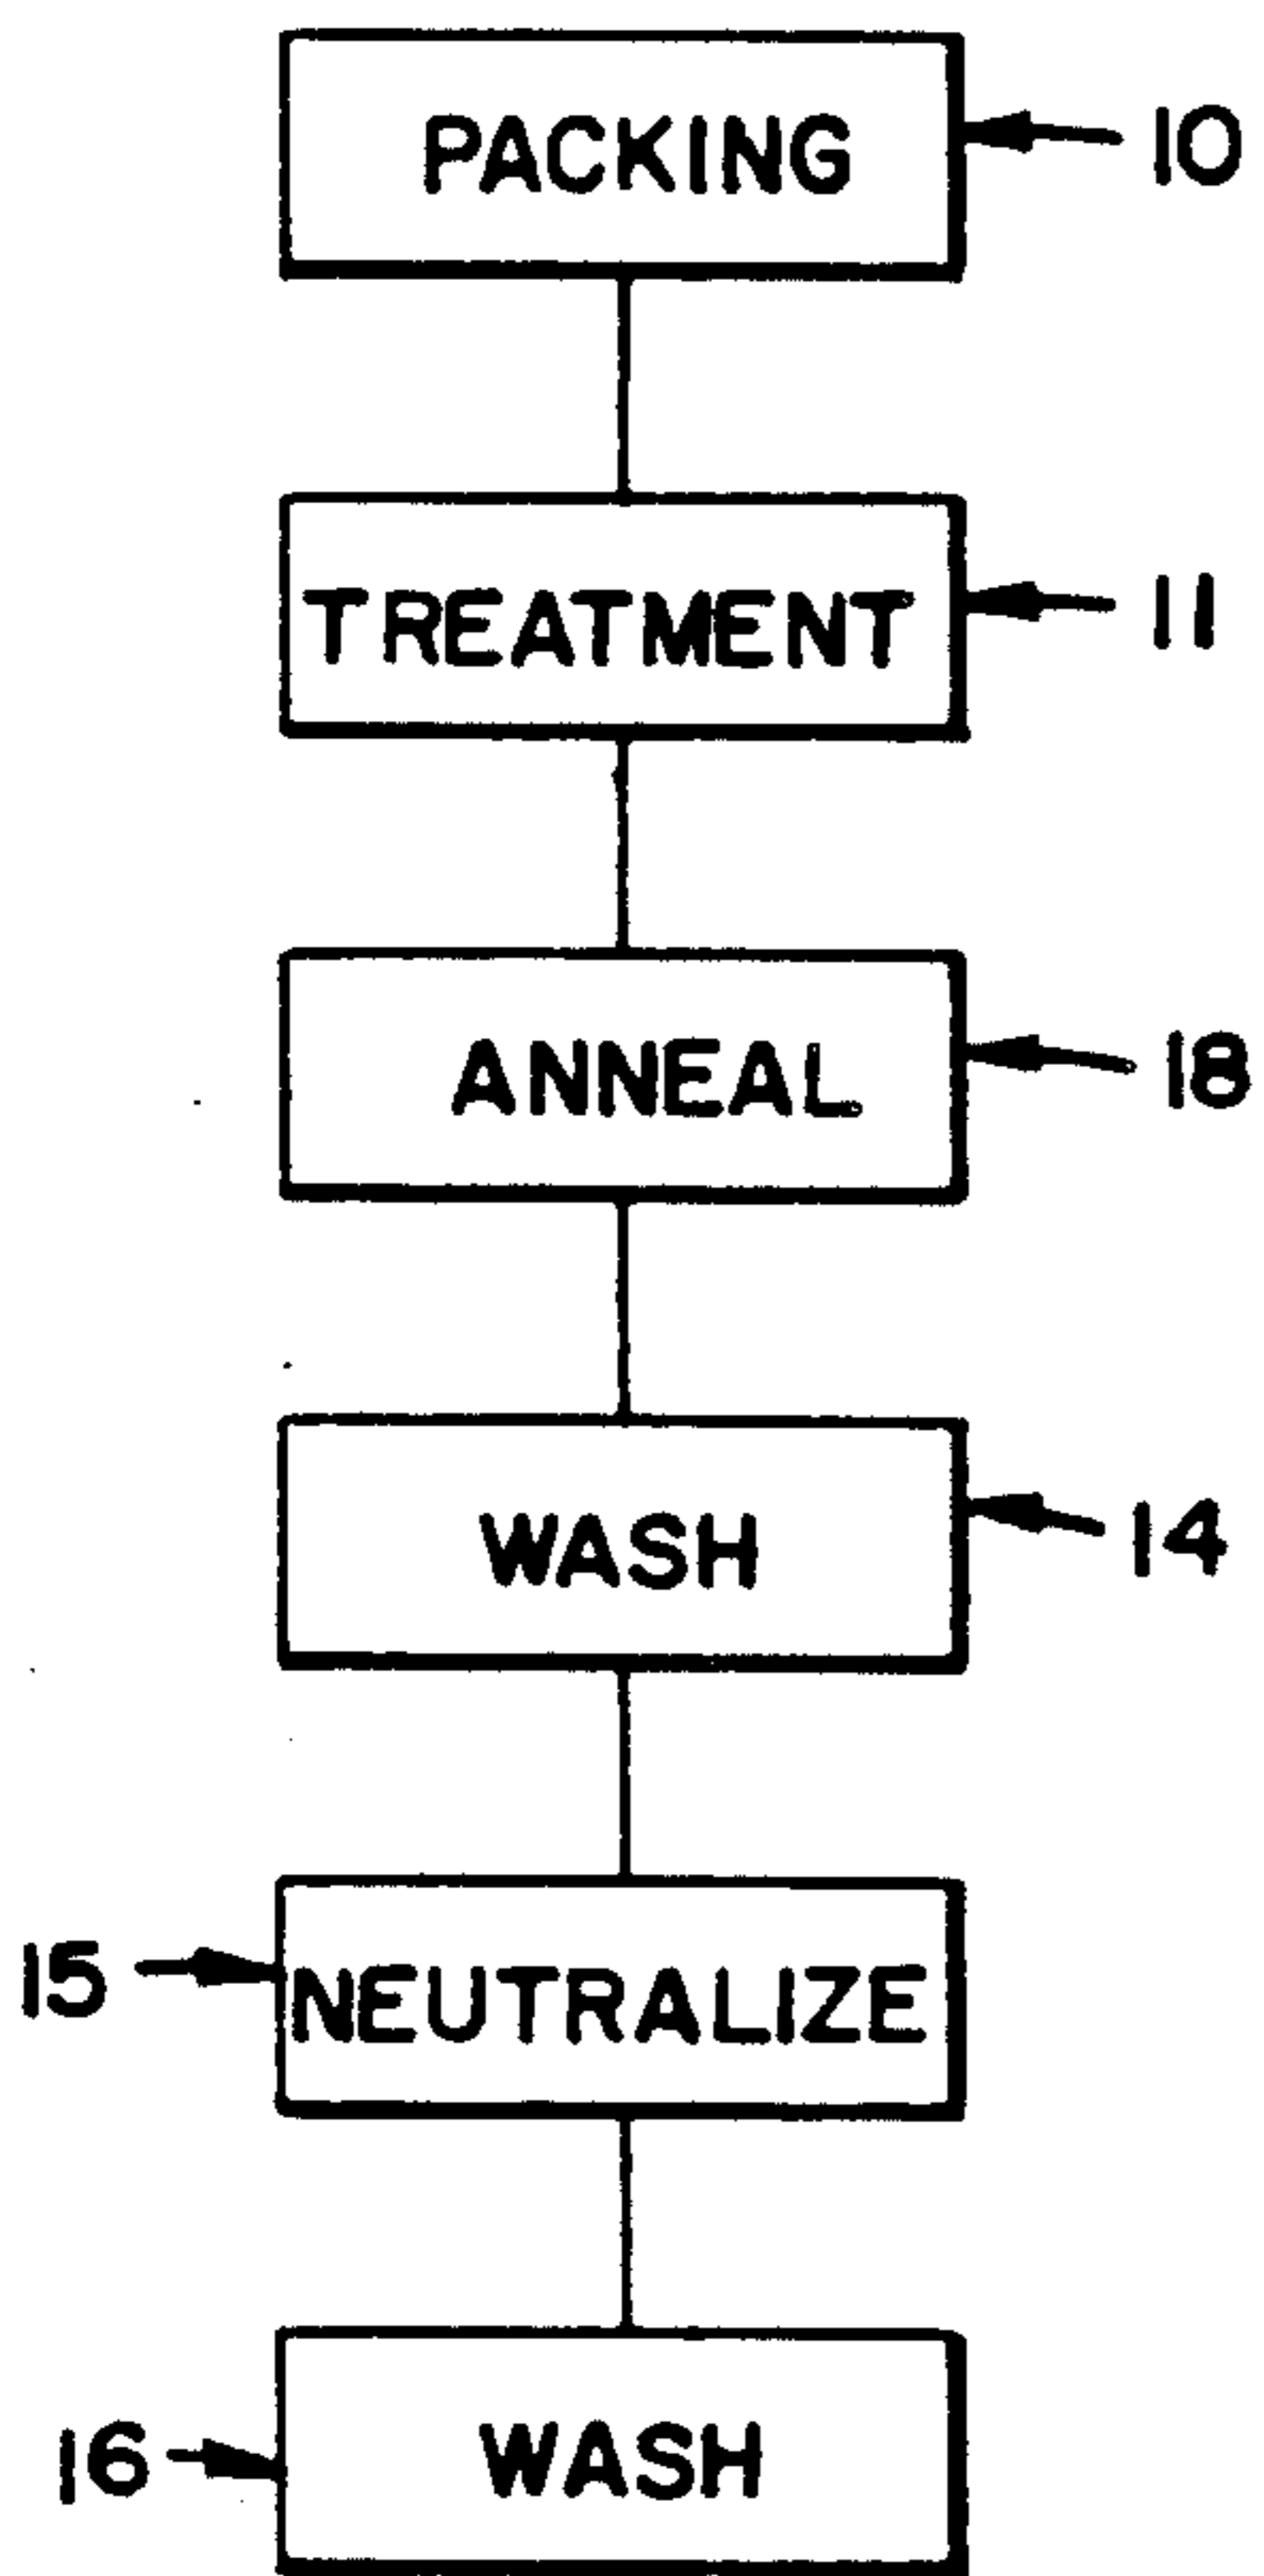 PACKING 10
TREATMENT 11
ANNEAL 18
WASH 14
15 NEUTRALIZE
16 WASH